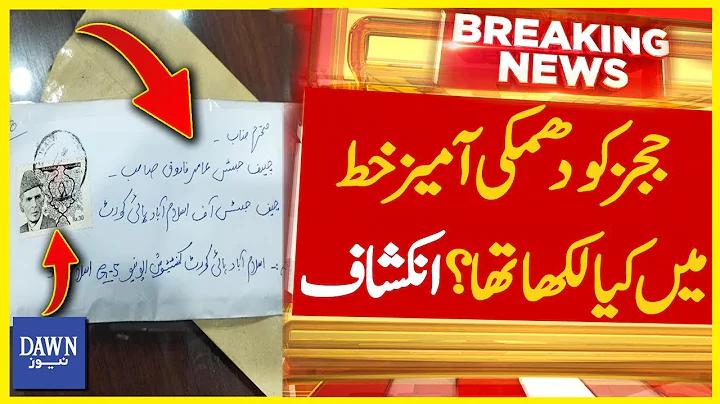 BREAKING
NEWS
ججز کو دھمکی آمیز خط
میں کیا لکھا تھا؟ انکشاف
محترم جناب -
چیف جسٹس عامر فاروق صاحب -
چیف جسٹس آف اسلام آباد ہائی کورٹ
اسلام آباد ہائی کورٹ
DAWN
نیوز